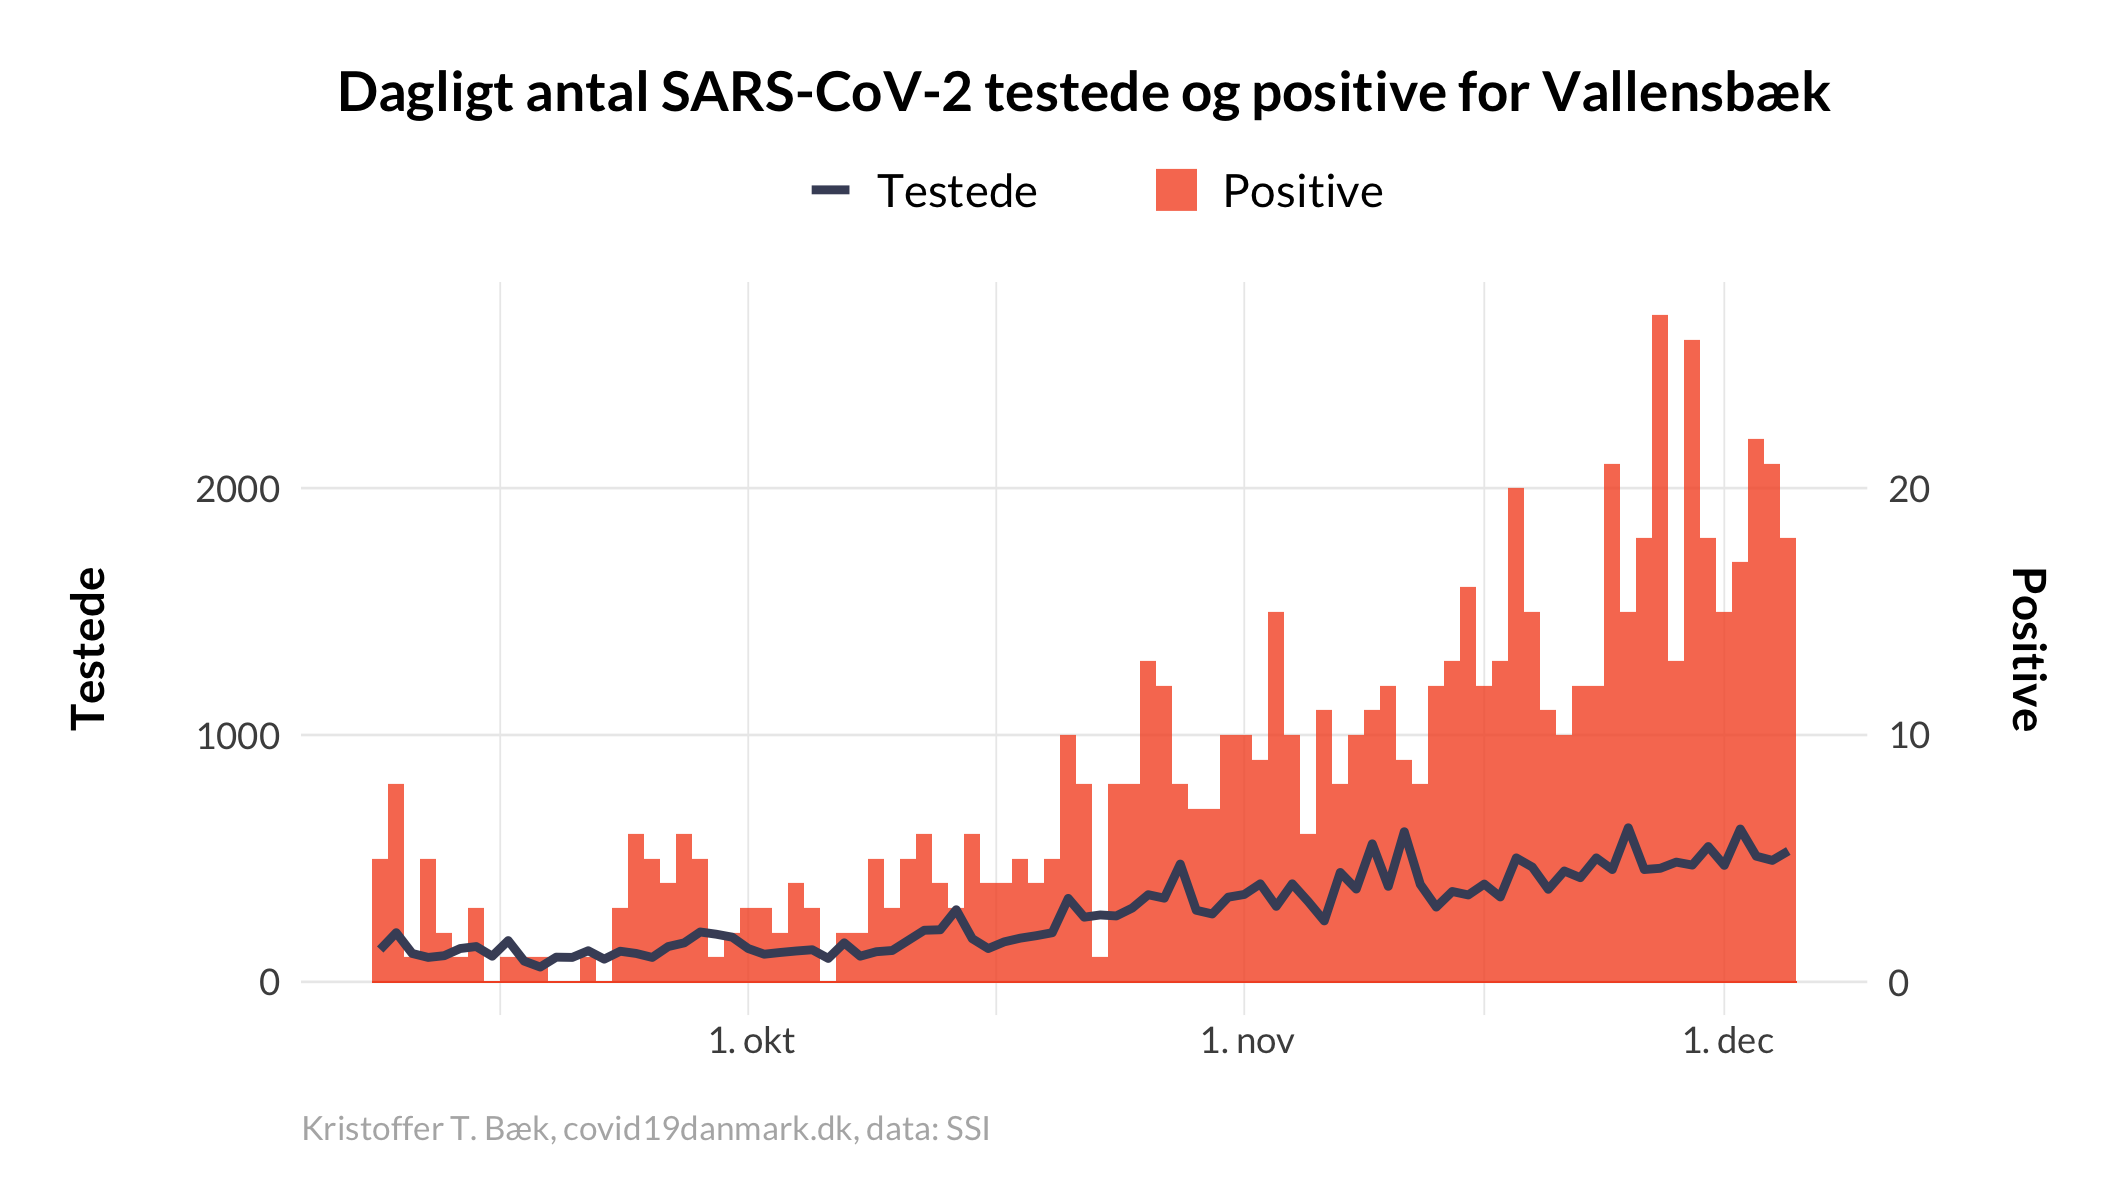 Dagligt antal SARS-CoV-2 testede og positive for Vallensbæk
Testede
Positive
2000
1000
0
Testede
20
10
0
Positive
1. okt
1. nov
1. dec
Kristoffer T. Bæk, covid19danmark.dk, data: SSI